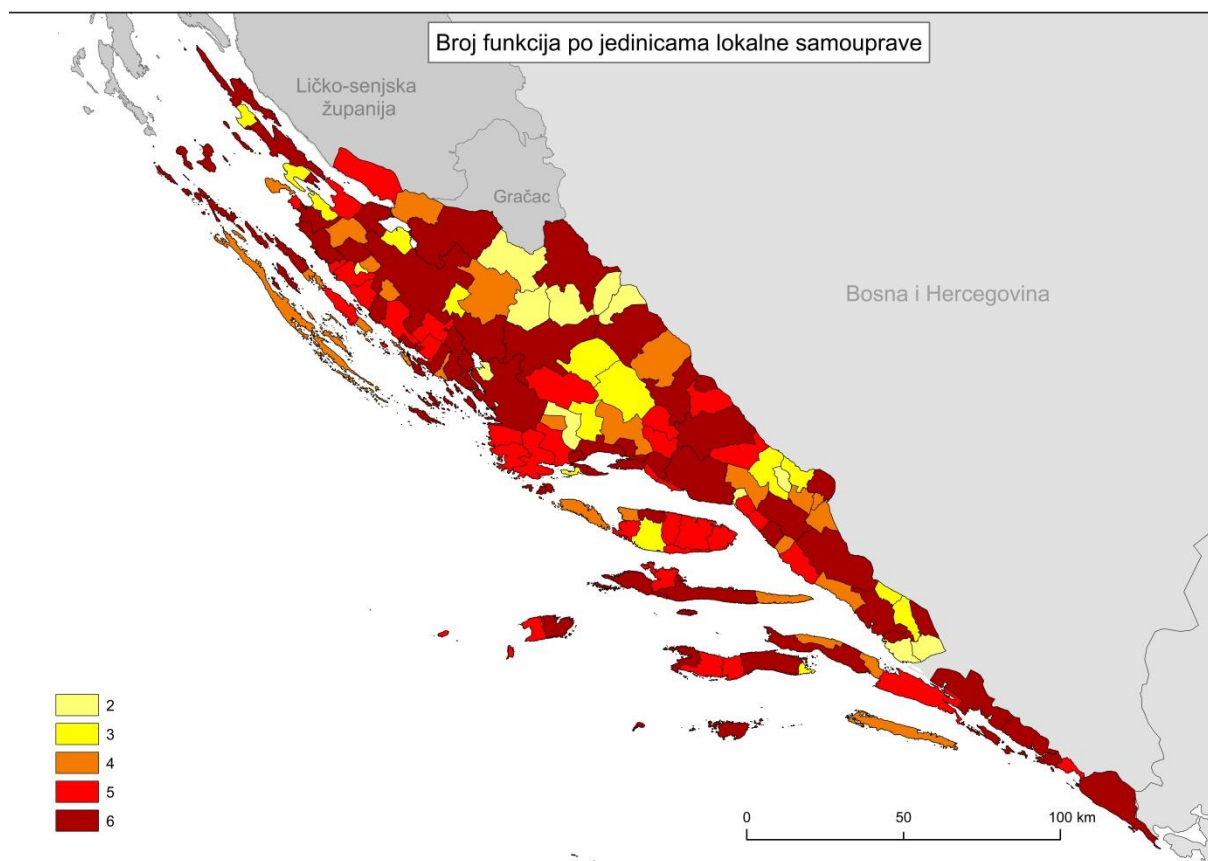 Broj funkcija po jedinicama lokalne samouprave
Ličko-senjska
županija
Gračac
Bosna i Hercegovina
2
3
4
5
6
0 50 100 km